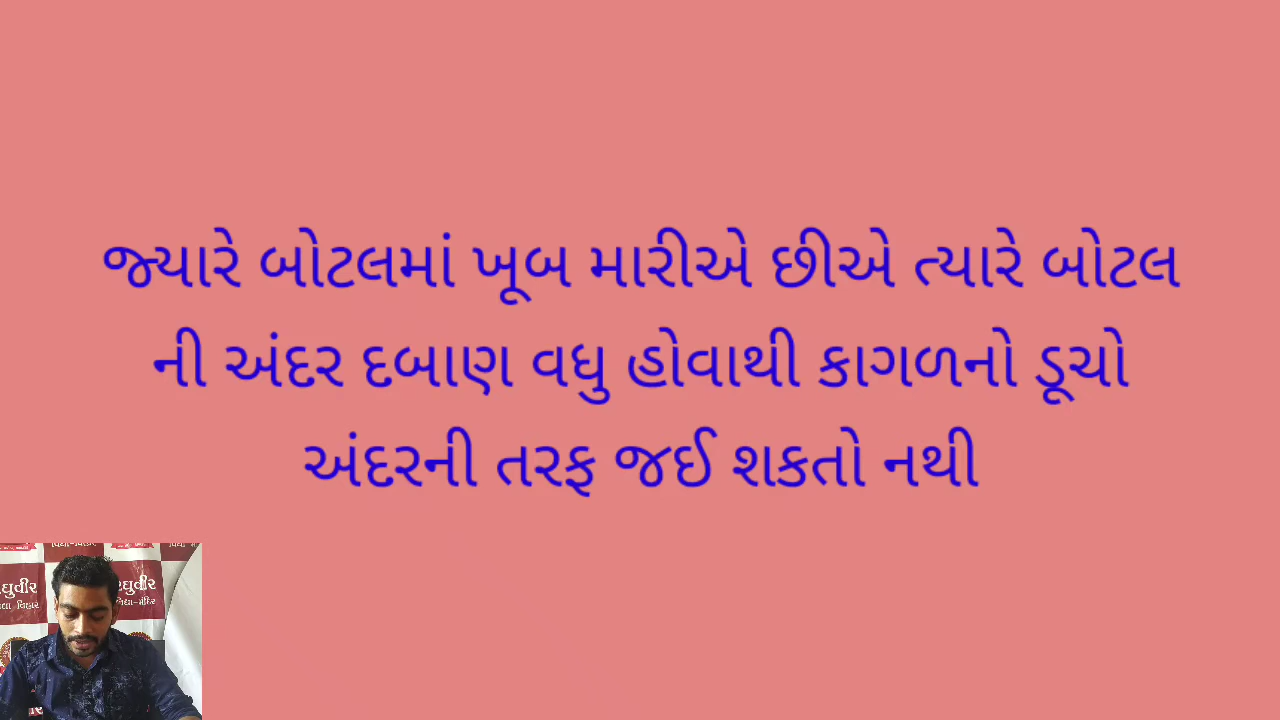 જ્યારે બોટલમાં ખૂબ મારીએ છીએ ત્યારે બોટલ
ની અંદર દબાણ વધુ હોવાથી કાગળનો ડૂચો
અંદરની તરફ જઈ શકતો નથી
વિદ્યા-મંદિર